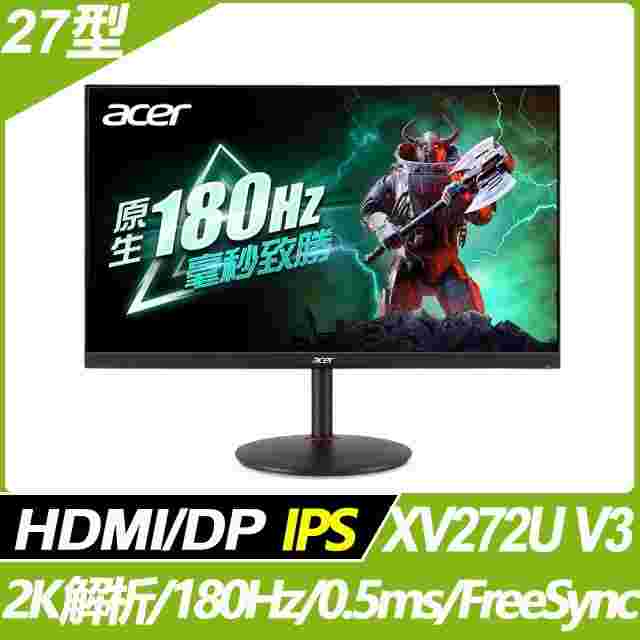 27型
acer
原生
180Hz
毫秒致勝
acer
HDMI/DP IPS XV272U V3
2K解析/180Hz/0.5ms/FreeSync